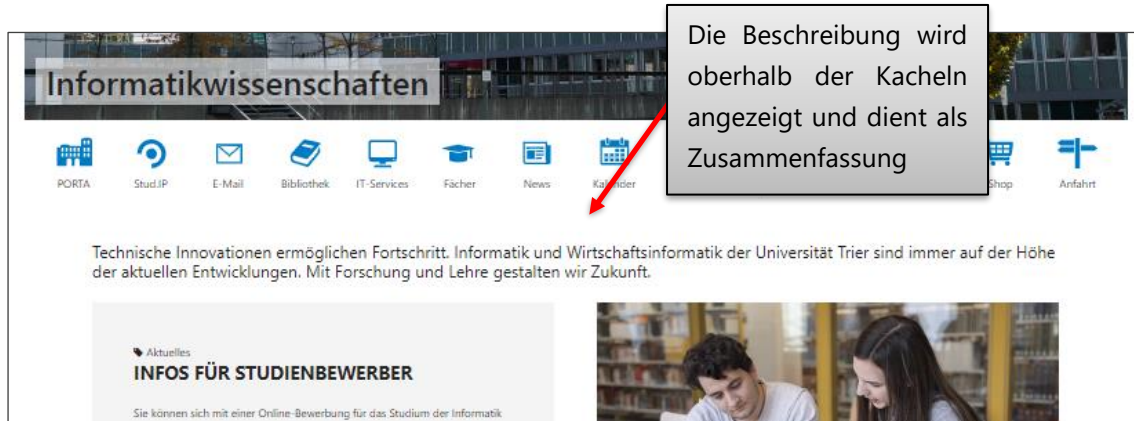 Die Beschreibung wird
oberhalb der Kacheln
angezeigt und dient als
Zusammenfassung
Informatikwissenschaften
PORTA Stud.IP E-Mail Bibliothek IT-Services Fächer News Kalender Shop Anfahrt
Technische Innovationen ermöglichen Fortschritt. Informatik und Wirtschaftsinformatik der Universität Trier sind immer auf der Höhe
der aktuellen Entwicklungen. Mit Forschung und Lehre gestalten wir Zukunft.
Aktuelles
INFOS FÜR STUDIENBEWERBER
Sie können sich mit einer Online-Bewerbung für das Studium der Informatik